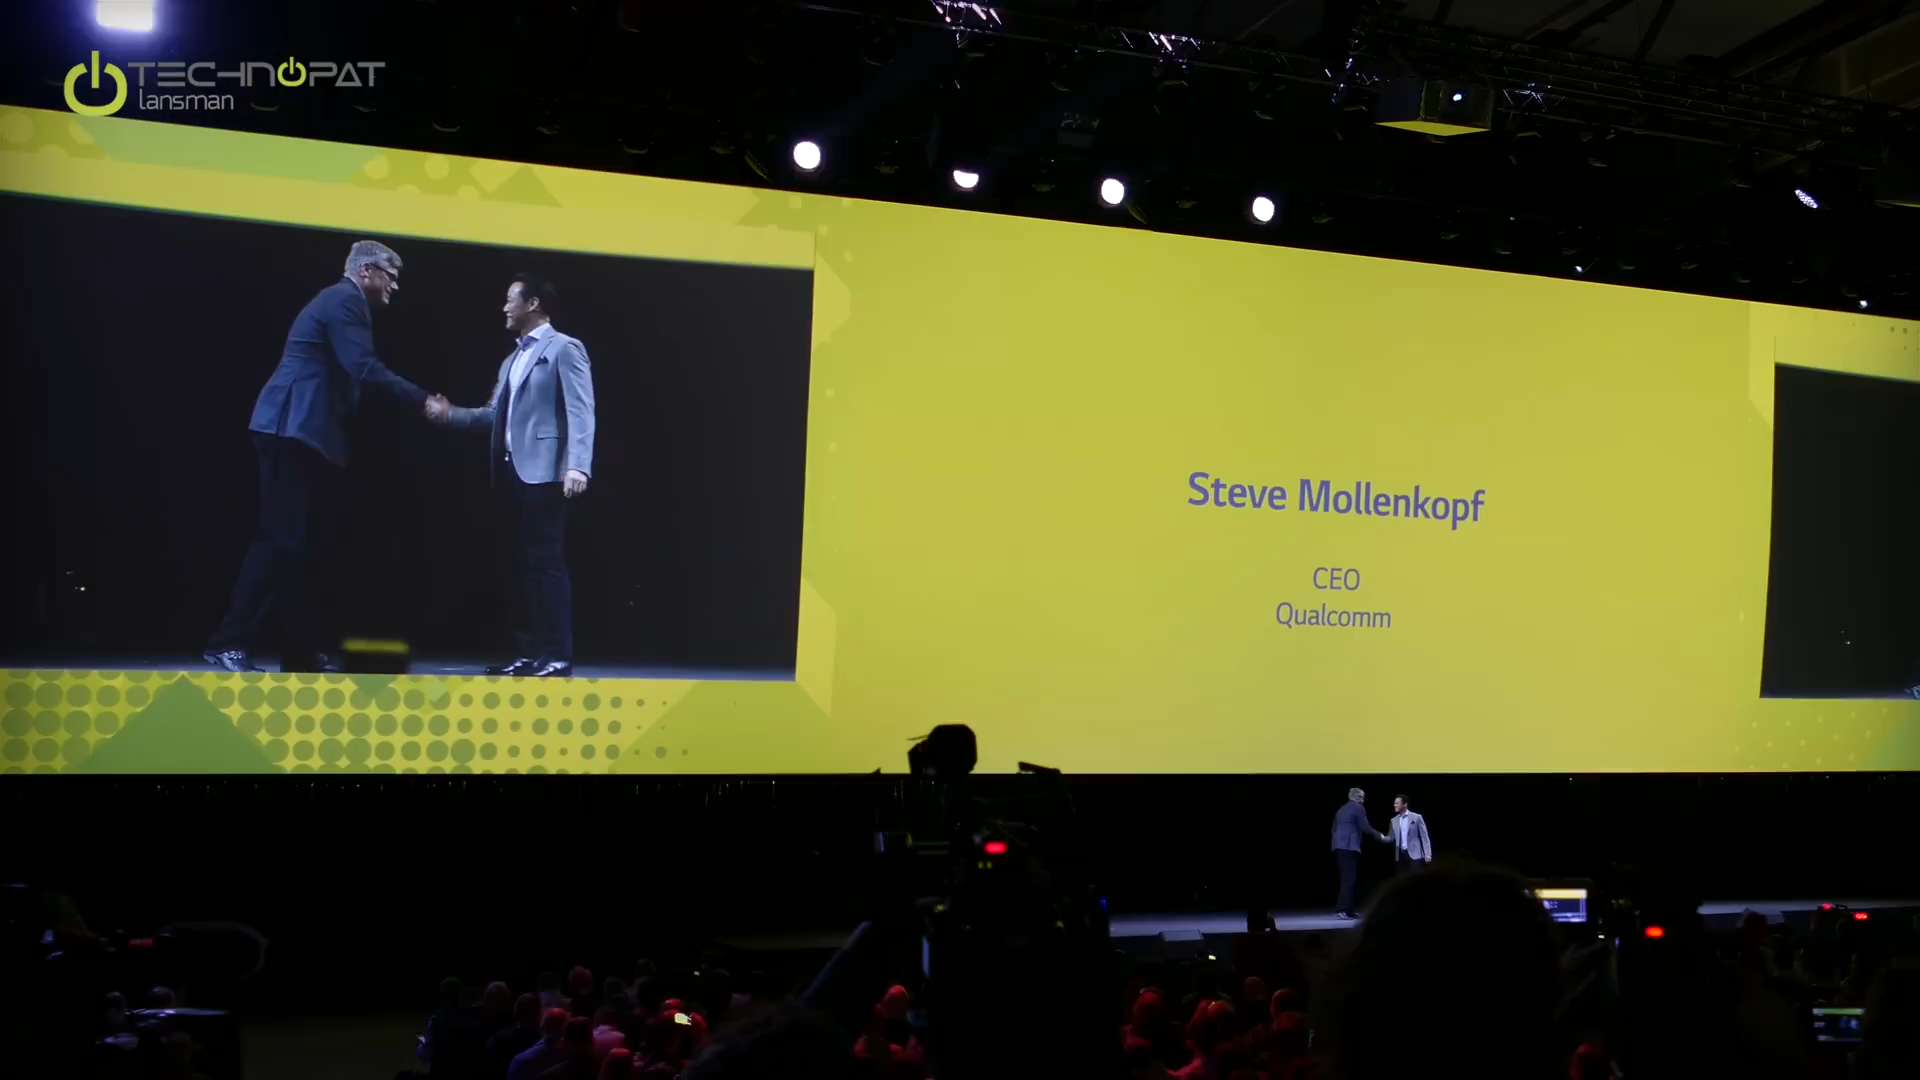 TECHNOPAT
Lansman
Steve Mollenkopf
CEO
Qualcomm